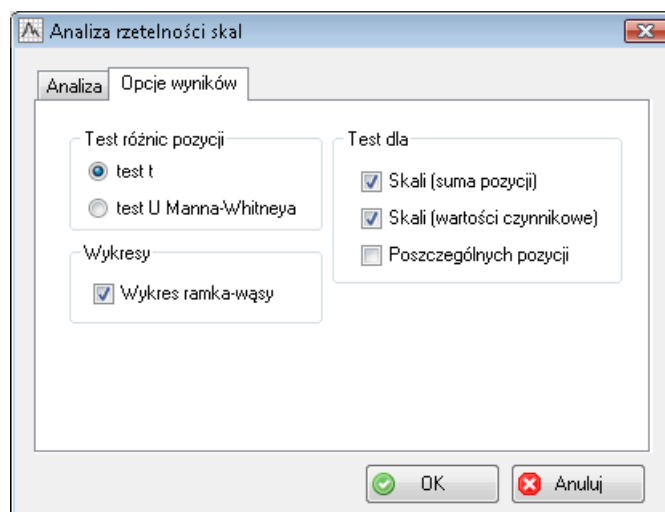 Analiza rzetelności skal
Analiza
Opcje wyników
Test różnic pozycji
test t
test U Manna-Whitneya
Wykresy
Wykres ramka-wąsy
Test dla
Skali (suma pozycji)
Skali (wartości czynnikowe)
Poszczególnych pozycji
OK
Anuluj